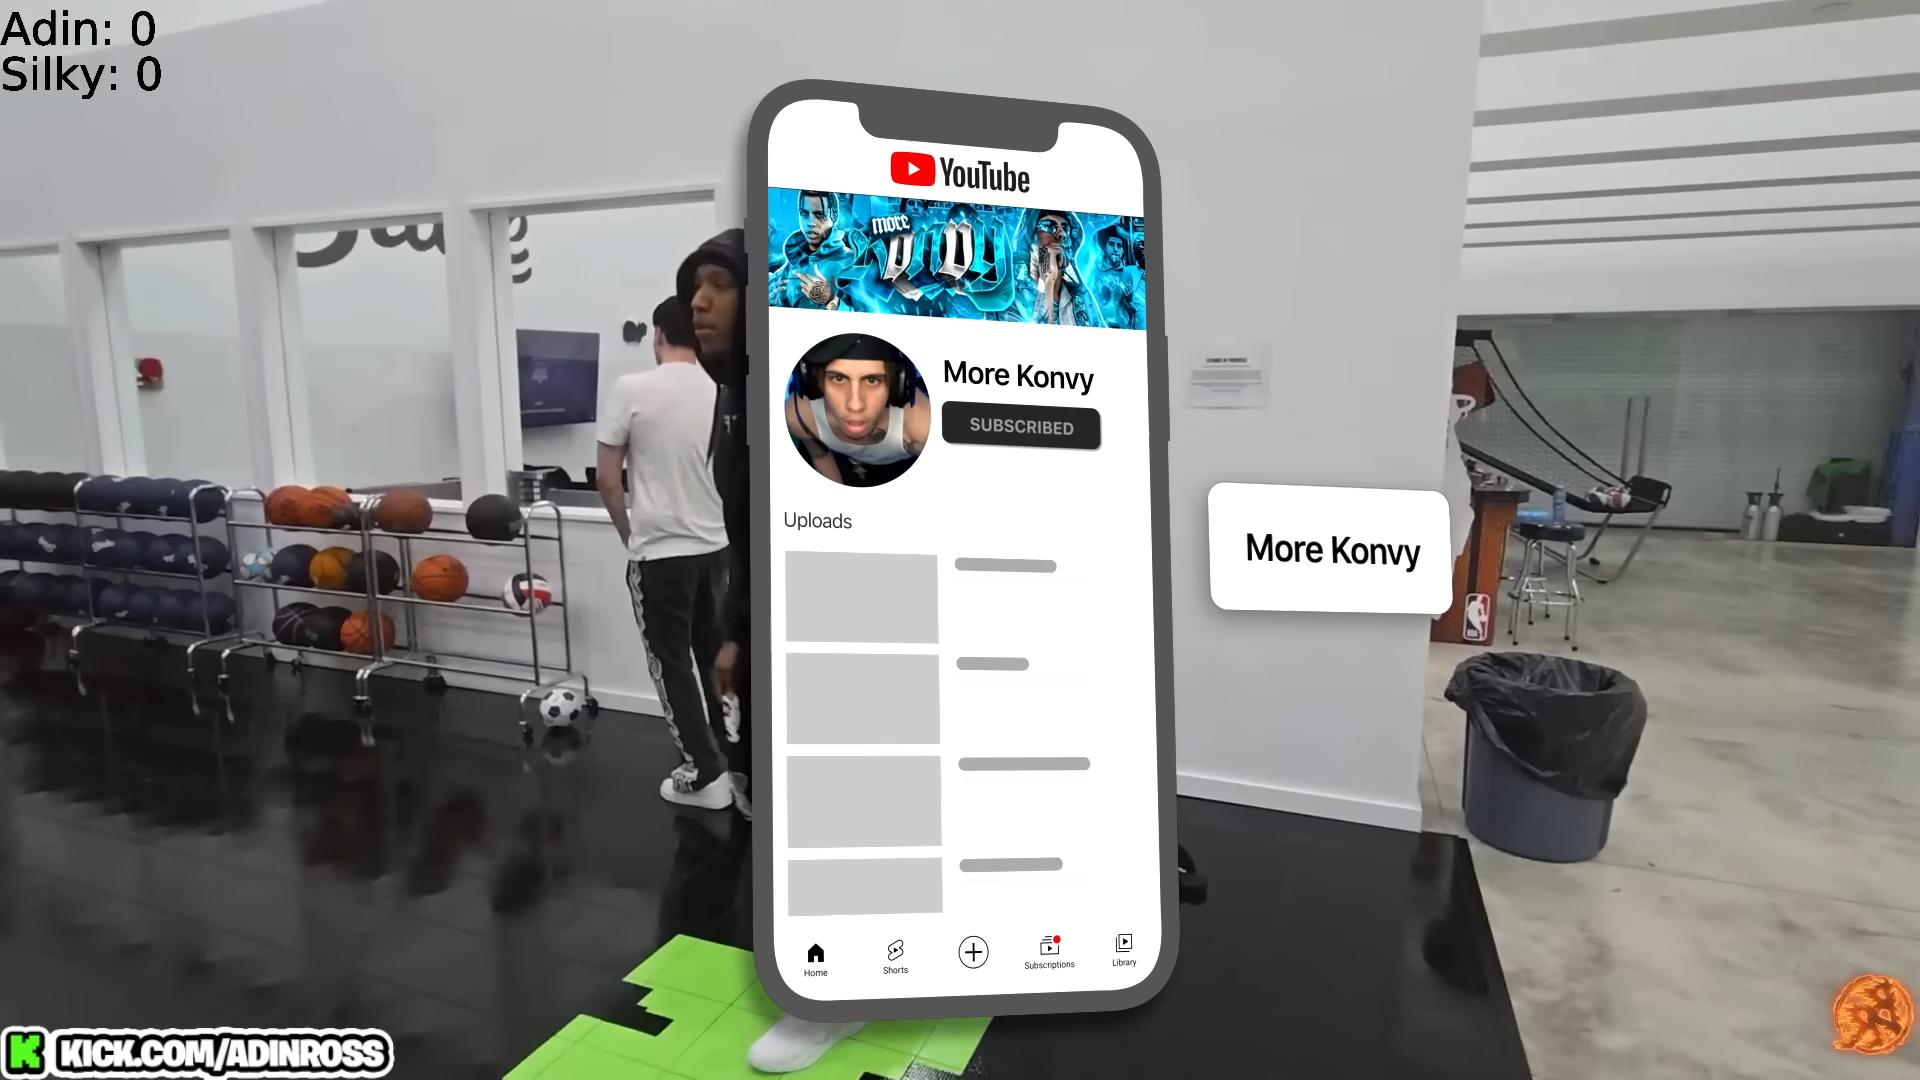 Adin: 0
Silky: 0
YouTube
more
Konvy
More Konvy
SUBSCRIBED
Uploads
More Konvy
Home
Shorts
Subscriptions
Library
KICK.COM/ADINROSS